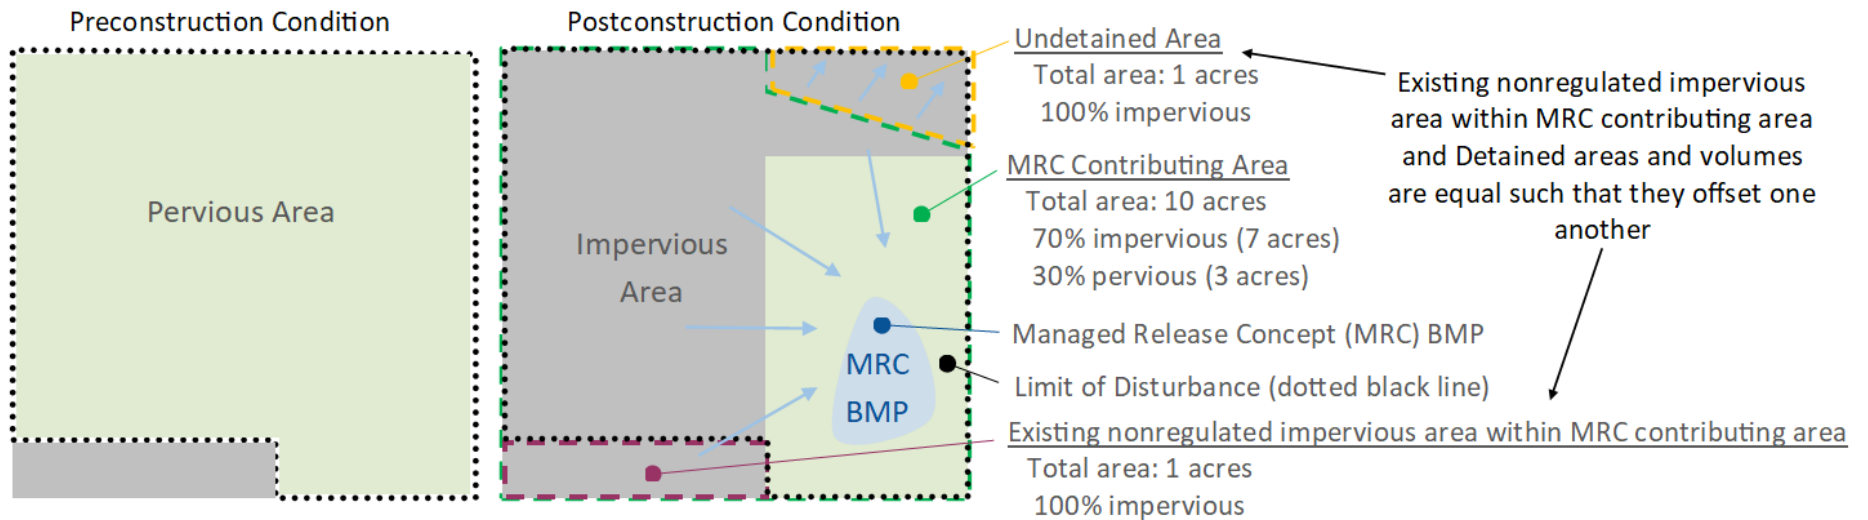 Preconstruction Condition
Postconstruction Condition
Pervious Area
Impervious
Area
MRC
BMP
Undetained Area
Total area: 1 acres
100% impervious
MRC Contributing Area
Total area: 10 acres
70% impervious (7 acres)
30% pervious (3 acres)
Managed Release Concept (MRC) BMP
Limit of Disturbance (dotted black line)
Existing nonregulated impervious area within MRC contributing area
Total area: 1 acres
100% impervious
Existing nonregulated impervious
area within MRC contributing area
and Detained areas and volumes
are equal such that they offset one
another